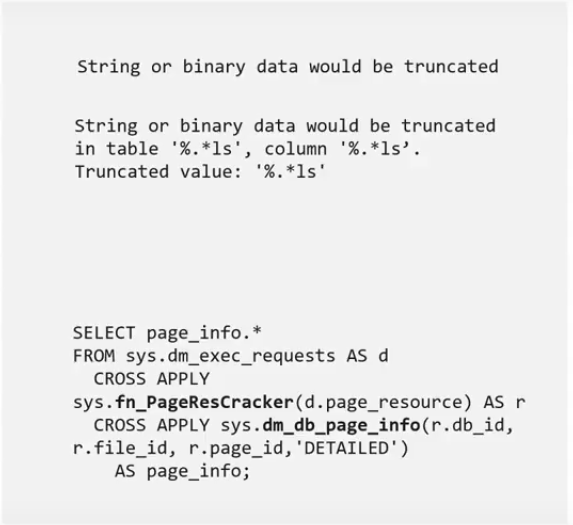 String or binary data would be truncated
String or binary data would be truncated
in table '%.*ls', column '%.*ls’.
Truncated value: '%.*ls'
SELECT page_info.*
FROM sys.dm_exec_requests AS d
CROSS APPLY
sys.fn_PageResCracker(d.page_resource) AS r
CROSS APPLY sys.dm_db_page_info(r.db_id,
r.file_id, r.page_id,'DETAILED')
AS page_info;